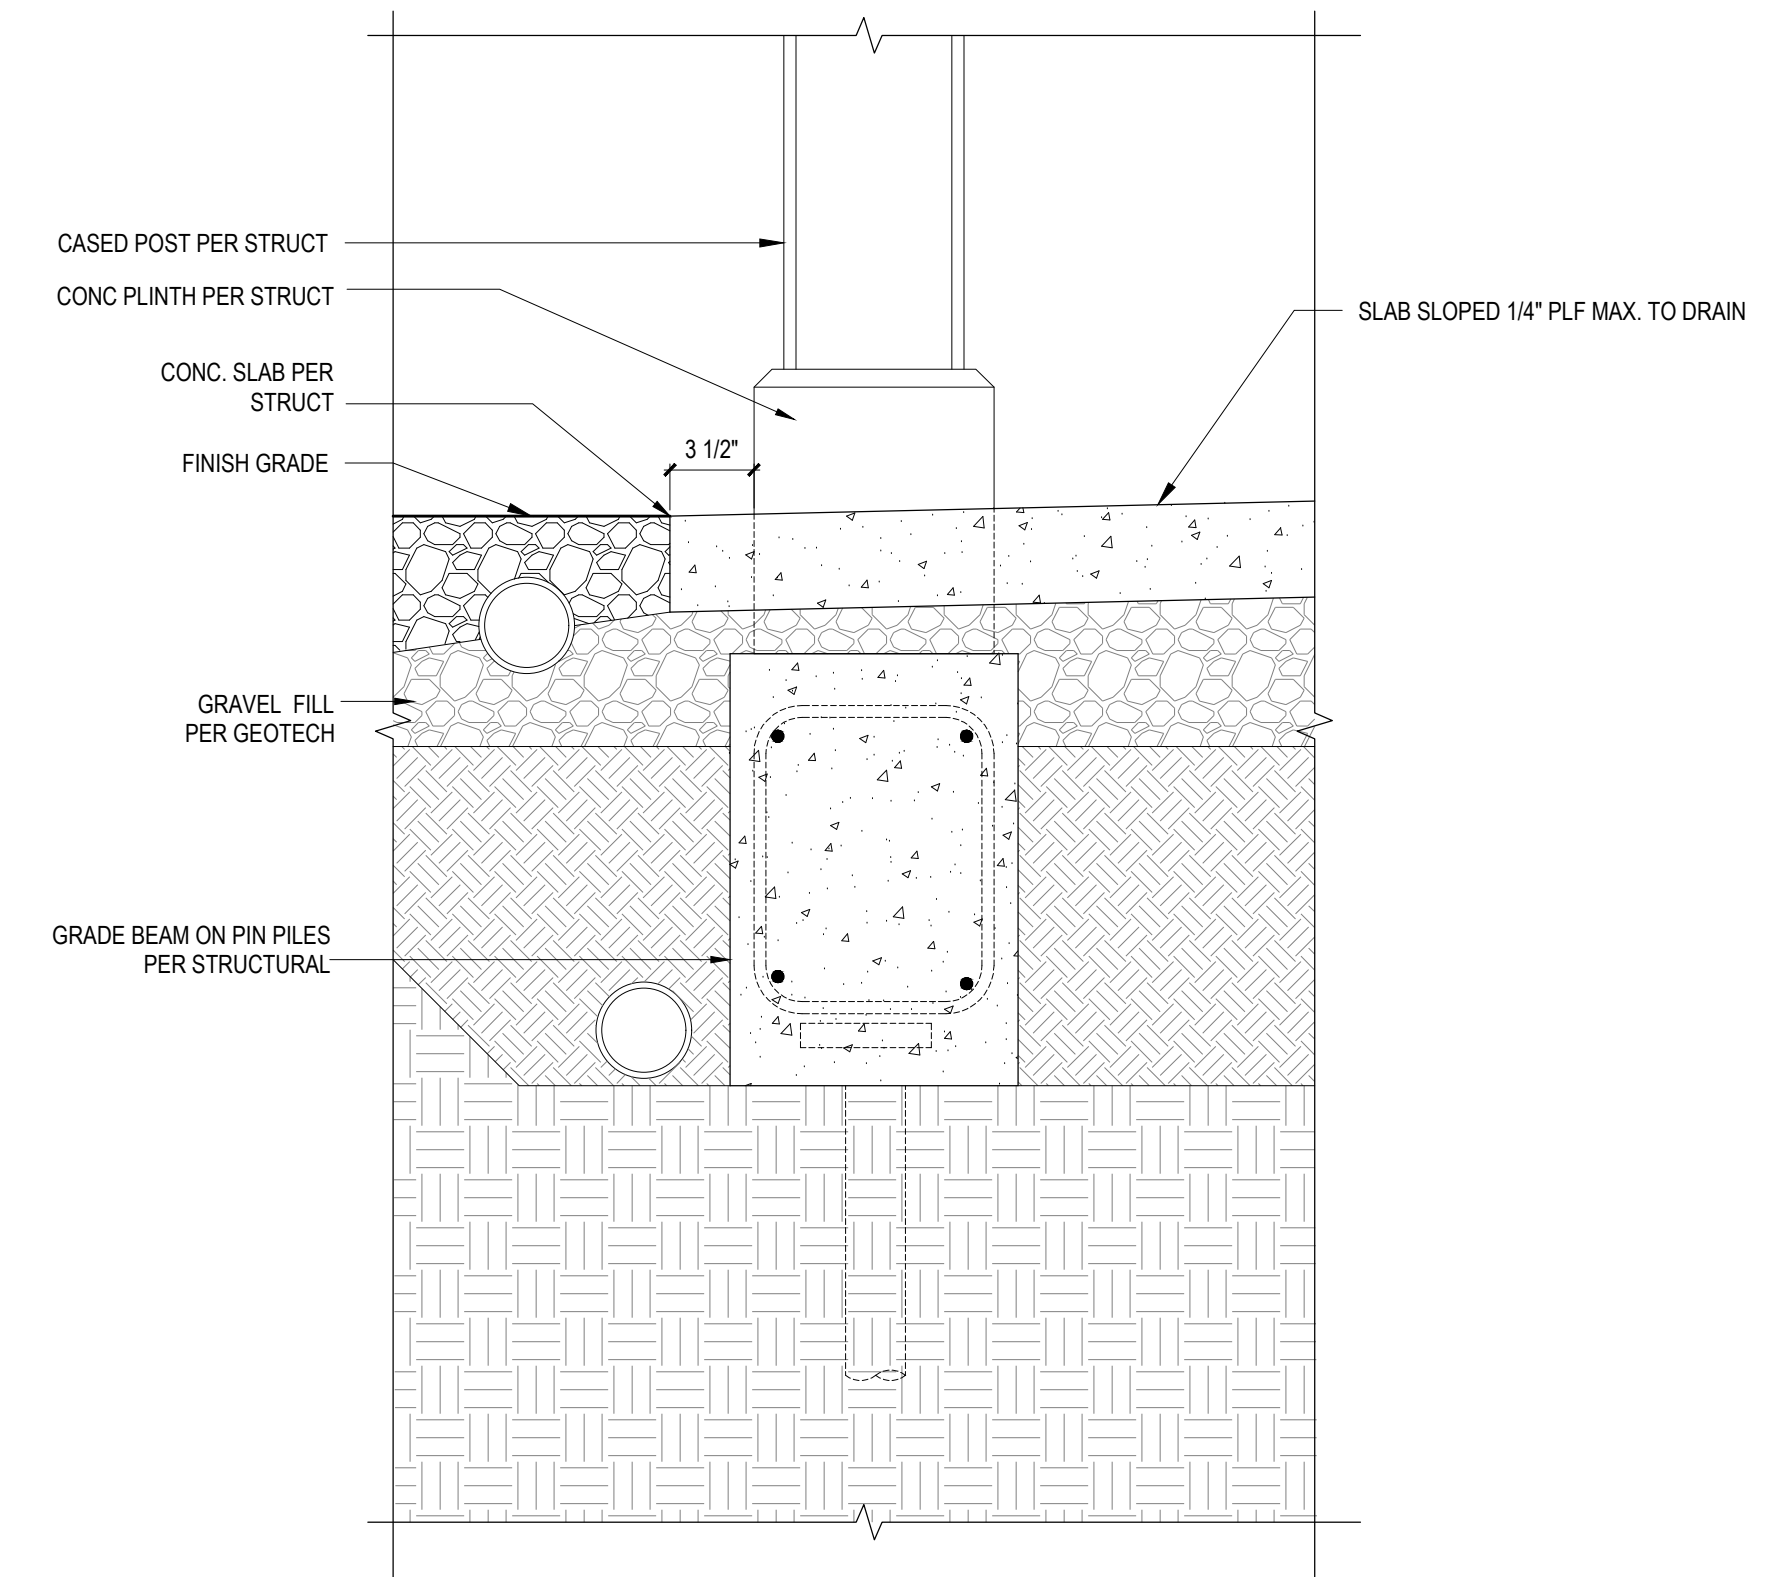 CASED POST PER STRUCT
CONC PLINTH PER STRUCT
SLAB SLOPED 1/4" PLF MAX. TO DRAIN
CONC. SLAB PER
STRUCT
3 1/2"
FINISH GRADE
GRAVEL FILL
PER GEOTECH
GRADE BEAM ON PIN PILES
PER STRUCTURAL